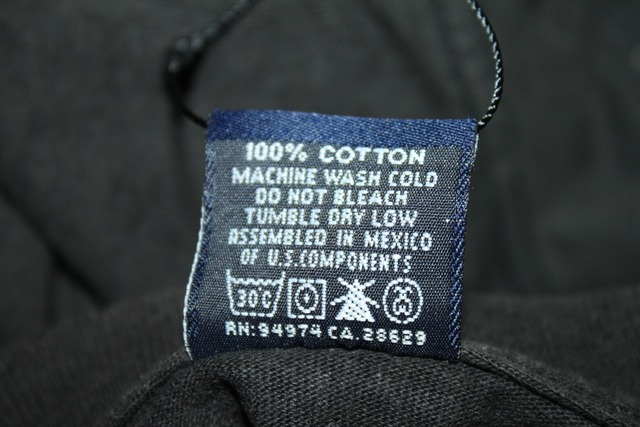 100% COTTON
MACHINE WASH COLD
DO NOT BLEACH
TUMBLE DRY LOW
ASSEMBLED IN MEXICO
OF U.S. COMPONENTS
30C
RN: 94974 CA. 28629